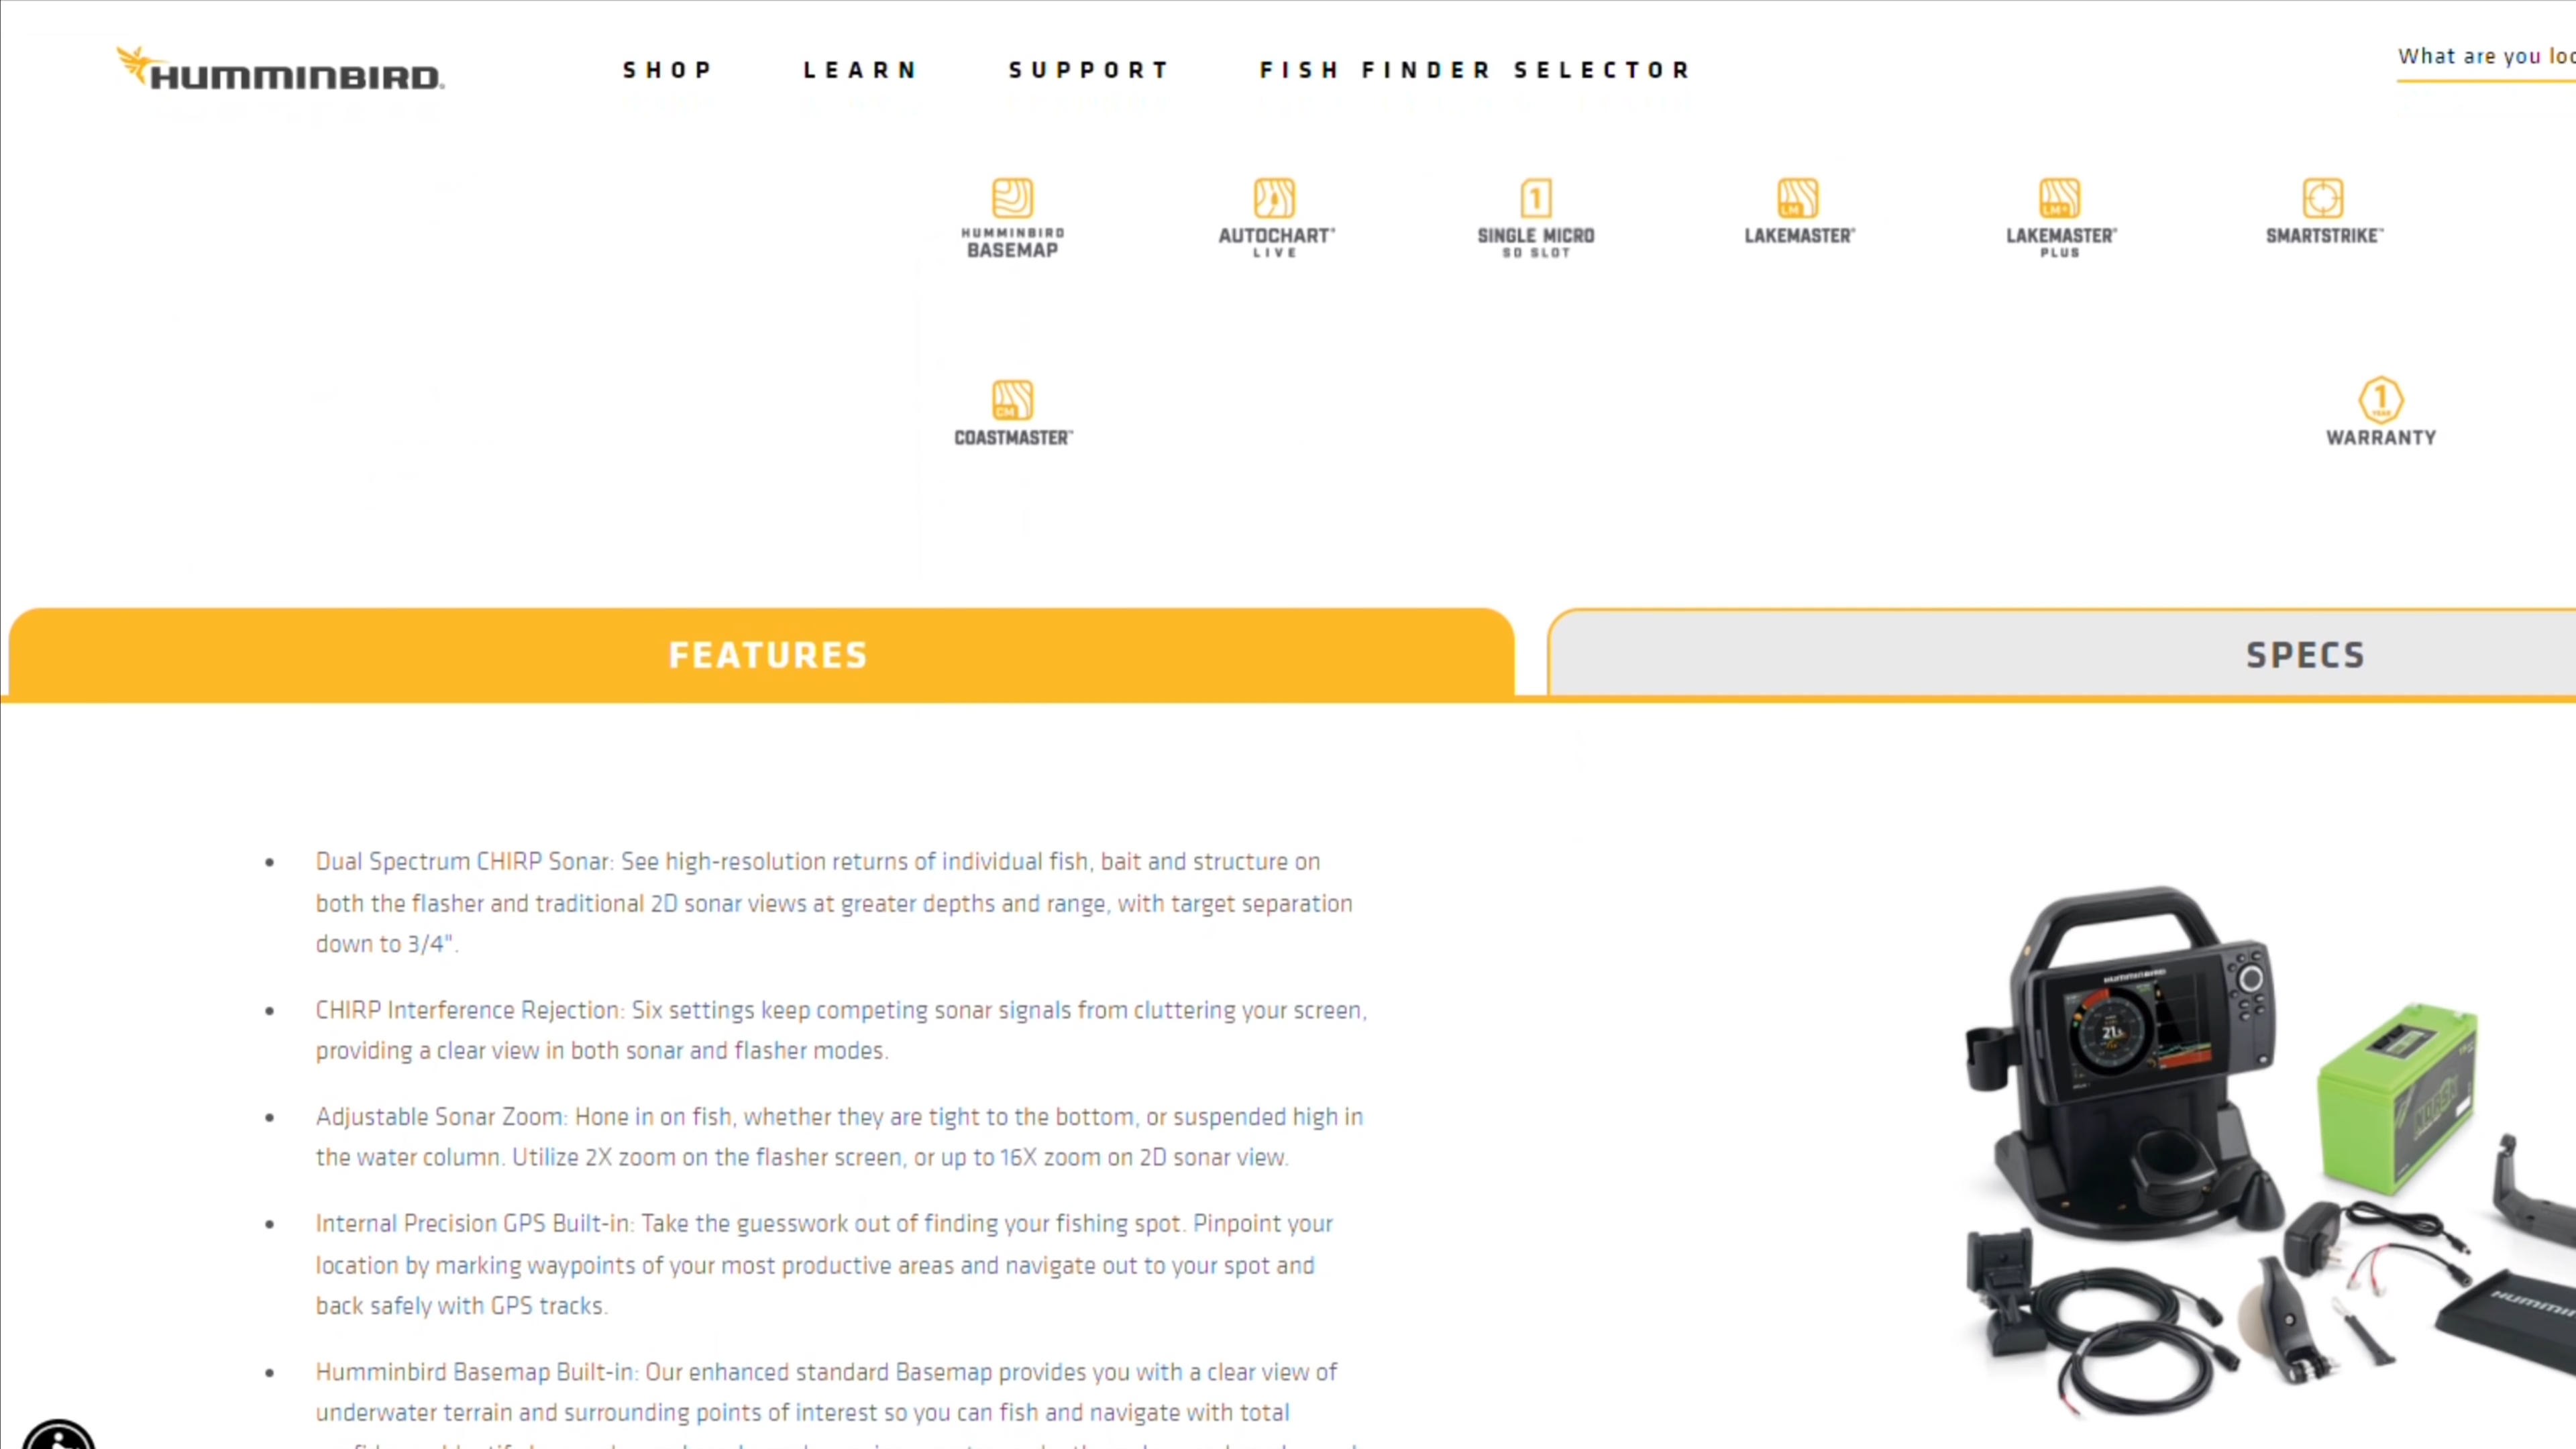 HUMMINBIRD
SHOP LEARN SUPPORT FISH FINDER SELECTOR
What are you
HUMMINBIRD
BASEMAP
AUTOCHART®
LIVE
1
SINGLE MICRO
SD SLOT
LM
LAKEMASTER®
LM+
LAKEMASTER®
PLUS
SMARTSTRIKE™
CM
COASTMASTER™
1
YEAR
WARRANTY
FEATURES
SPECS
• Dual Spectrum CHIRP Sonar: See high-resolution returns of individual fish, bait and structure on
both the flasher and traditional 2D sonar views at greater depths and range, with target separation
down to 3/4".
• CHIRP Interference Rejection: Six settings keep competing sonar signals from cluttering your screen,
providing a clear view in both sonar and flasher modes.
• Adjustable Sonar Zoom: Hone in on fish, whether they are tight to the bottom, or suspended high in
the water column. Utilize 2X zoom on the flasher screen, or up to 16X zoom on 2D sonar view.
• Internal Precision GPS Built-in: Take the guesswork out of finding your fishing spot. Pinpoint your
location by marking waypoints of your most productive areas and navigate out to your spot and
back safely with GPS tracks.
• Humminbird Basemap Built-in: Our enhanced standard Basemap provides you with a clear view of
underwater terrain and surrounding points of interest so you can fish and navigate with total
HUMMINBIRD
21